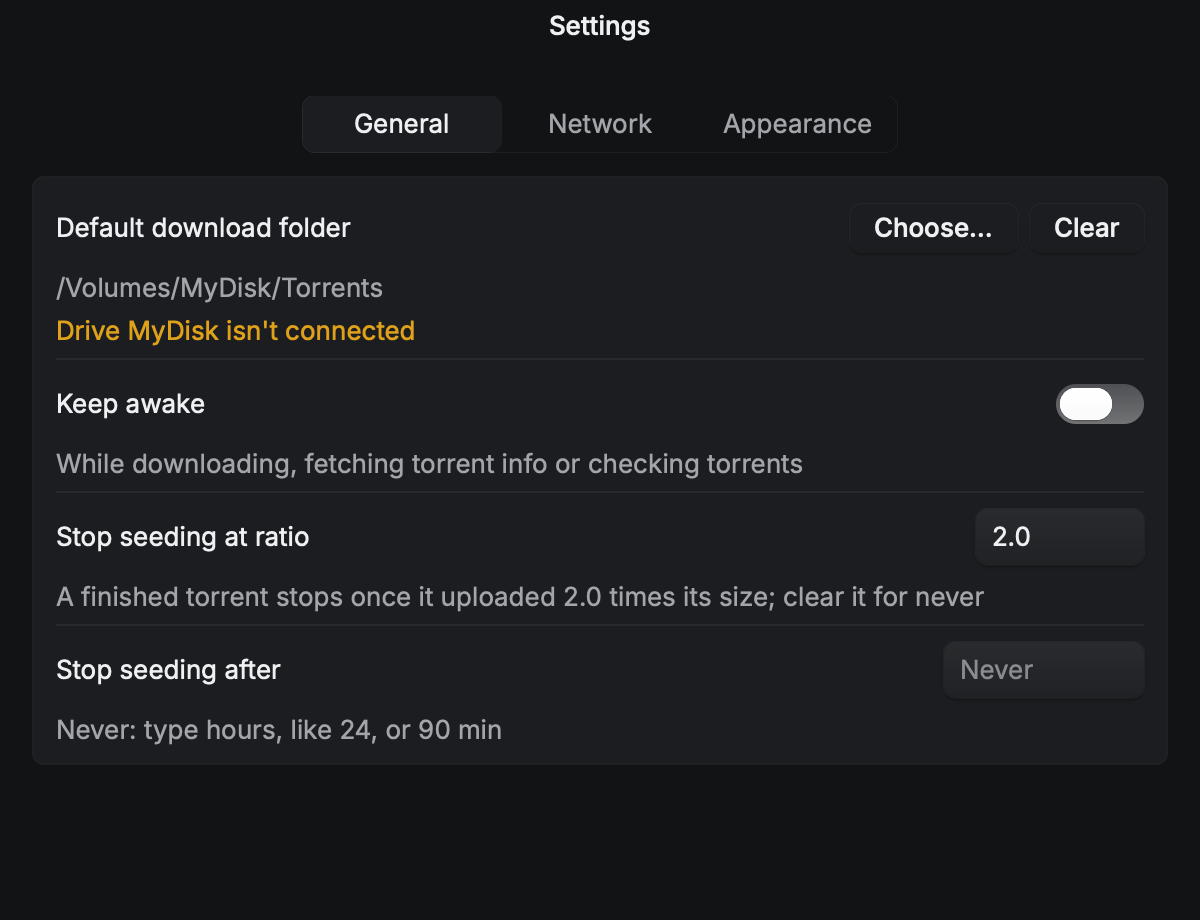 Settings
General Network Appearance
Default download folder Choose... Clear
/Volumes/MyDisk/Torrents
Drive MyDisk isn't connected
Keep awake
While downloading, fetching torrent info or checking torrents
Stop seeding at ratio 2.0
A finished torrent stops once it uploaded 2.0 times its size; clear it for never
Stop seeding after Never
Never: type hours, like 24, or 90 min